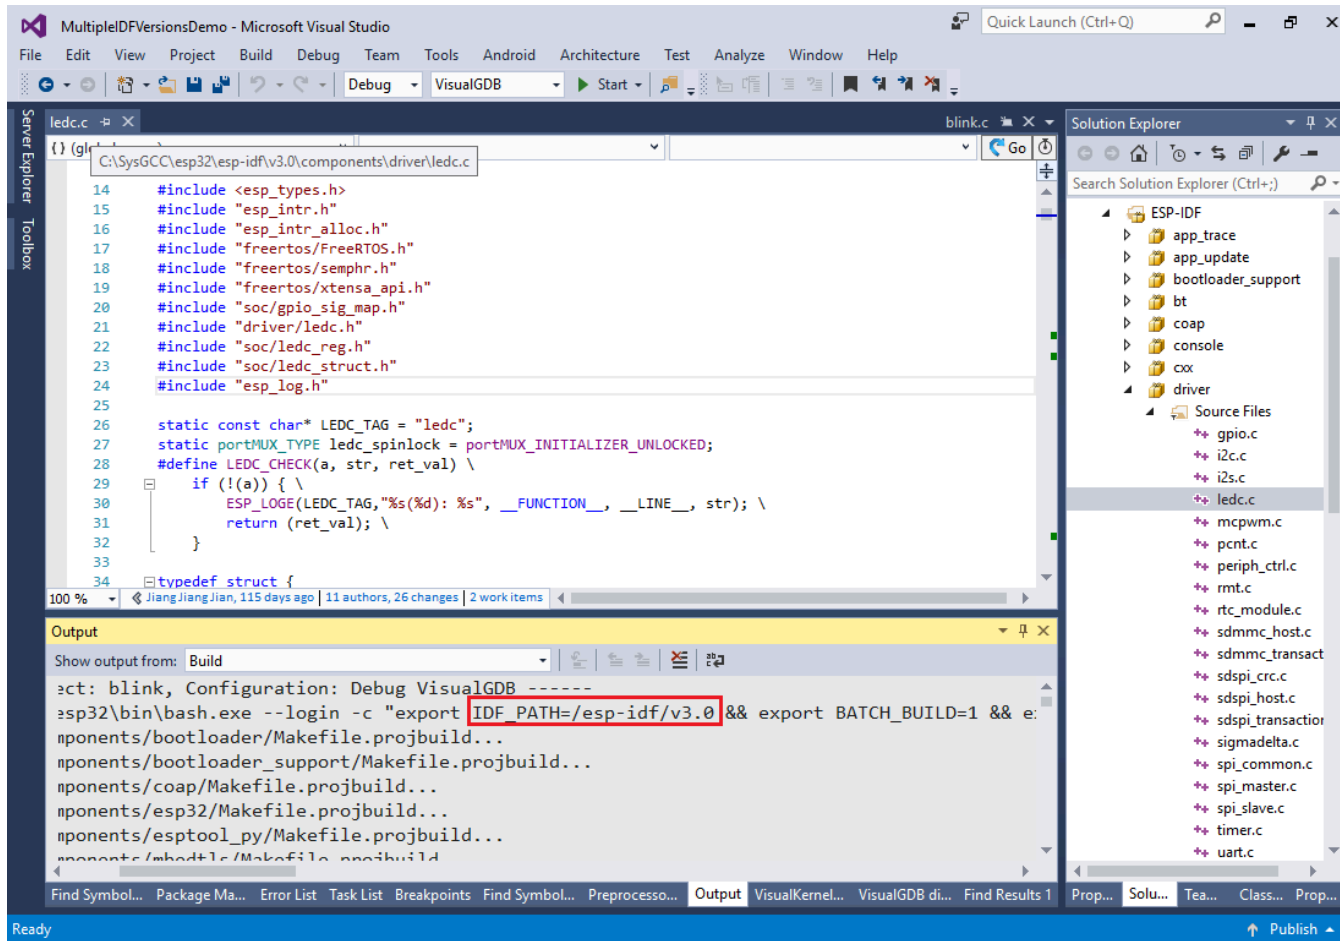 MultipleIDFVersionsDemo - Microsoft Visual Studio
Quick Launch (Ctrl+Q)
File Edit View Project Build Debug Team Tools Android Architecture Test Analyze Window Help
Debug VisualGDB Start
Server Explorer
Toolbox
ledc.c
blink.c
{} (gl
Go
C:\SysGCC\esp32\esp-idf\v3.0\components\driver\ledc.c
14 #include <esp_types.h>
15 #include "esp_intr.h"
16 #include "esp_intr_alloc.h"
17 #include "freertos/FreeRTOS.h"
18 #include "freertos/semphr.h"
19 #include "freertos/xtensa_api.h"
20 #include "soc/gpio_sig_map.h"
21 #include "driver/ledc.h"
22 #include "soc/ledc_reg.h"
23 #include "soc/ledc_struct.h"
24 #include "esp_log.h"
25
26 static const char* LEDC_TAG = "ledc";
27 static portMUX_TYPE ledc_spinlock = portMUX_INITIALIZER_UNLOCKED;
28 #define LEDC_CHECK(a, str, ret_val) \
29 if (!(a)) { \
30 ESP_LOGE(LEDC_TAG,"%s(%d): %s", __FUNCTION__, __LINE__, str); \
31 return (ret_val); \
32 }
33
34 typedef struct {
100 % JiangJiangJian, 115 days ago | 11 authors, 26 changes | 2 work items
Output
Show output from: Build
ect: blink, Configuration: Debug VisualGDB ------
esp32\bin\bash.exe --login -c "export IDF_PATH=/esp-idf/v3.0 && export BATCH_BUILD=1 && e
mponents/bootloader/Makefile.projbuild...
mponents/bootloader_support/Makefile.projbuild...
mponents/coap/Makefile.projbuild...
mponents/esp32/Makefile.projbuild...
mponents/esptool_py/Makefile.projbuild...
mponents/mbedtls/Makefile.projbuild
Find Symbol... Package Ma... Error List Task List Breakpoints Find Symbol... Preprocesso... Output VisualKernel... VisualGDB di... Find Results 1
Solution Explorer
Search Solution Explorer (Ctrl+;)
ESP-IDF
app_trace
app_update
bootloader_support
bt
coap
console
cxx
driver
Source Files
gpio.c
i2c.c
i2s.c
ledc.c
mcpwm.c
pcnt.c
periph_ctrl.c
rmt.c
rtc_module.c
sdmmc_host.c
sdmmc_transact
sdspi_crc.c
sdspi_host.c
sdspi_transaction
sigmadelta.c
spi_common.c
spi_master.c
spi_slave.c
timer.c
uart.c
Prop... Solu... Tea... Class... Prop...
Ready
Publish